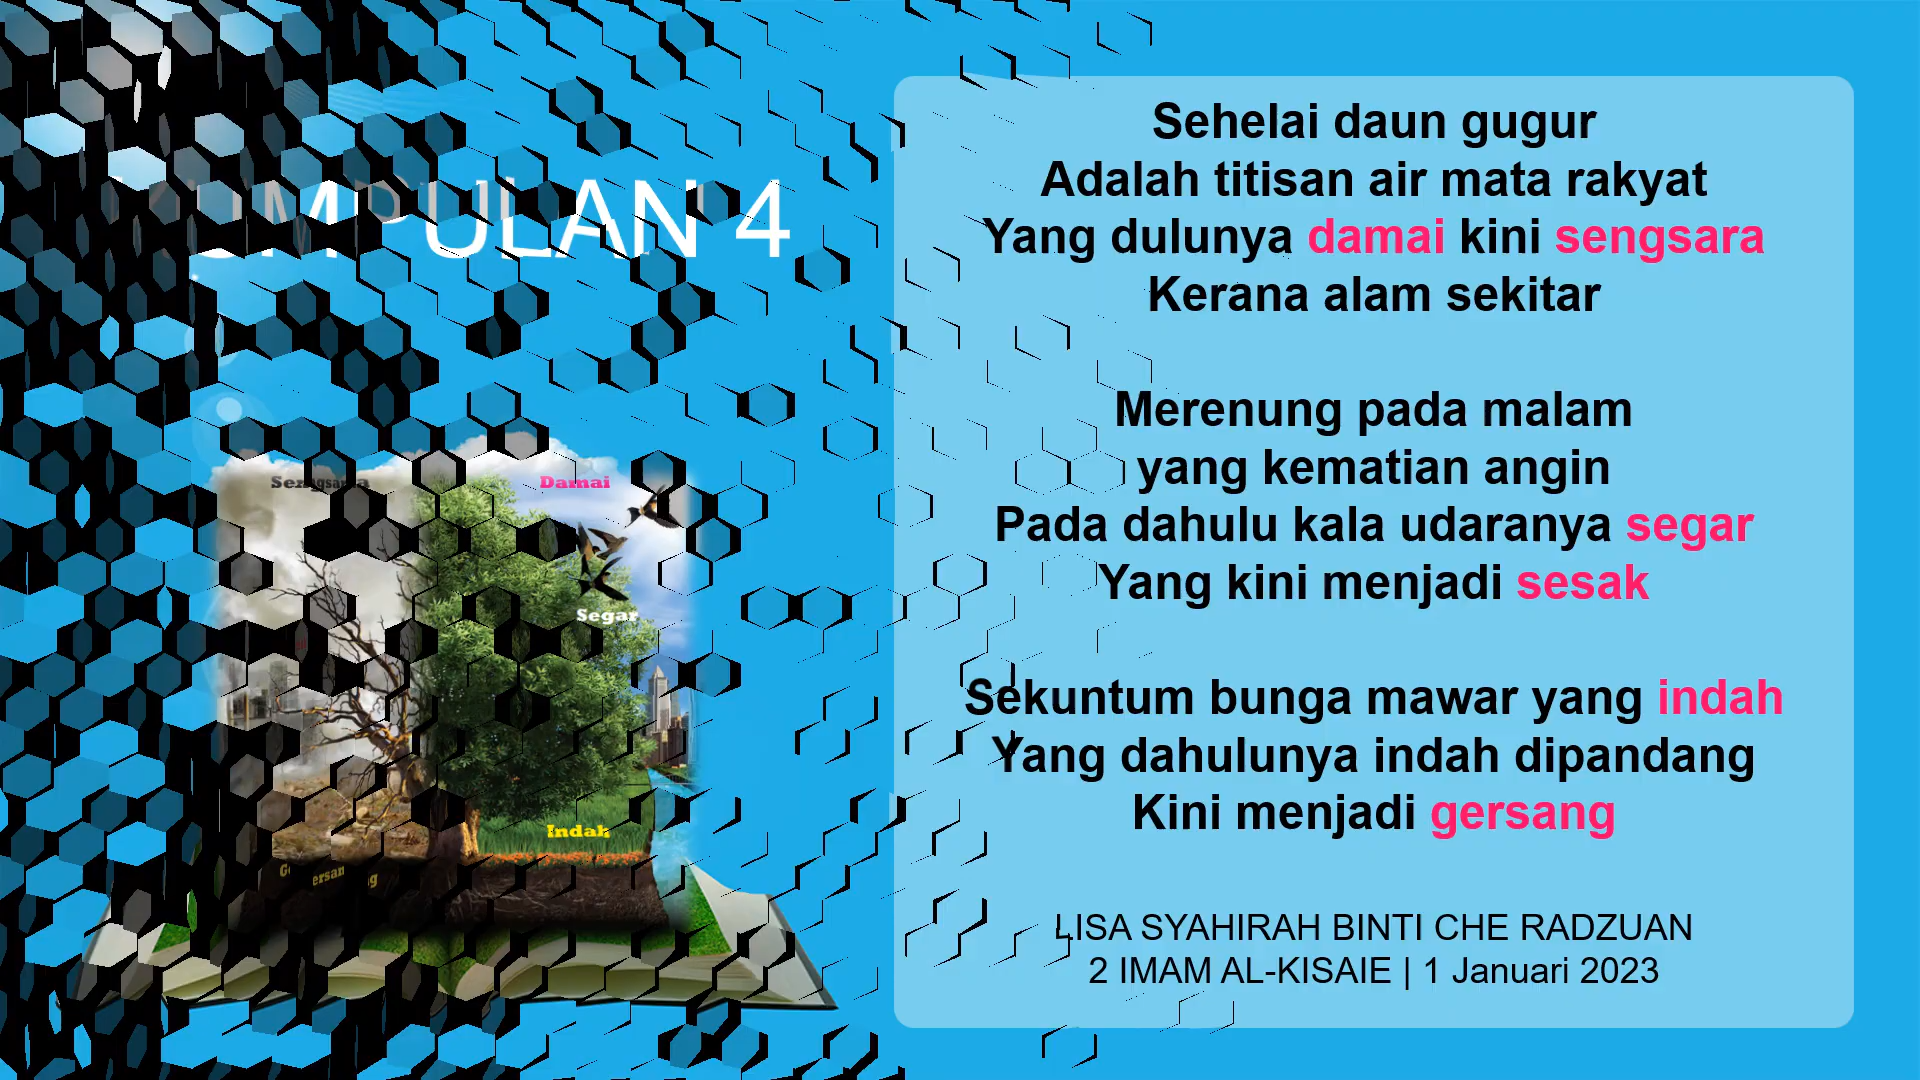 KUMPULAN 4
Sengsara
Damai
Segar
Indah
Sehelai daun gugur
Adalah titisan air mata rakyat
Yang dulunya damai kini sengsara
Kerana alam sekitar
Merenung pada malam
yang kematian angin
Pada dahulu kala udaranya segar
Yang kini menjadi sesak
Sekuntum bunga mawar yang indah
Yang dahulunya indah dipandang
Kini menjadi gersang
LISA SYAHIRAH BINTI CHE RADZUAN
2 IMAM AL-KISAIE | 1 Januari 2023